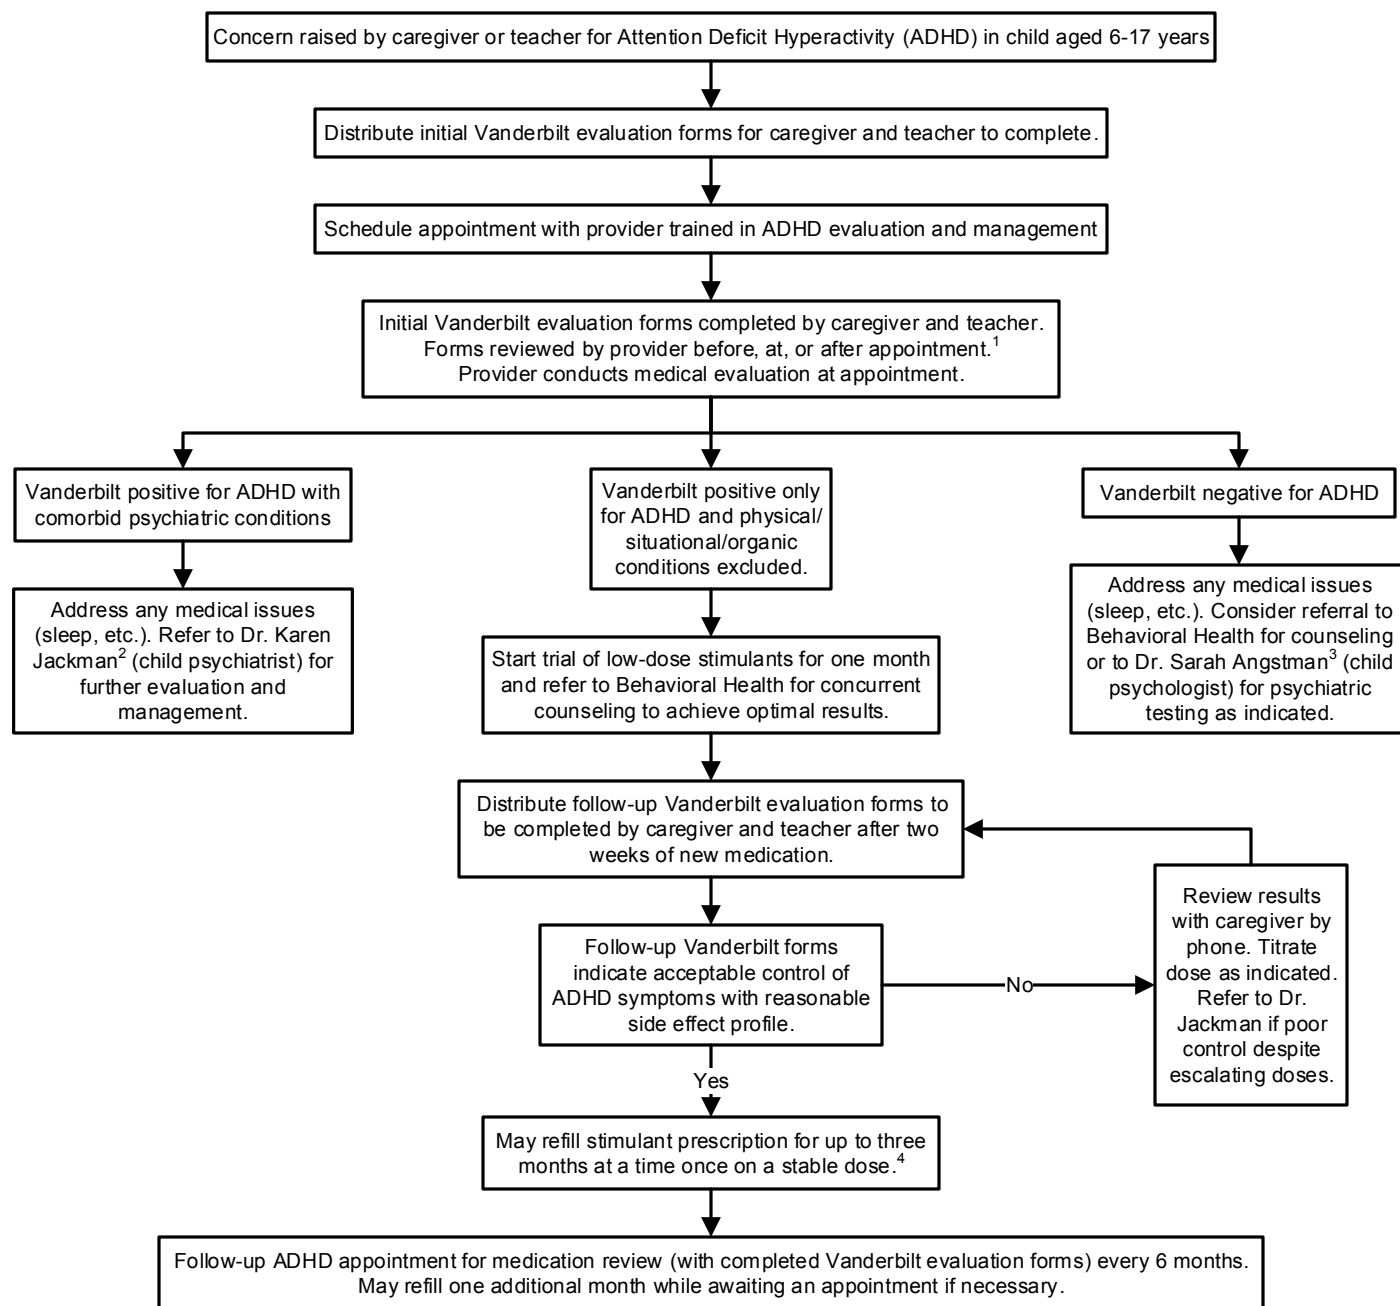 Concern raised by caregiver or teacher for Attention Deficit Hyperactivity (ADHD) in child aged 6-17 years
Distribute initial Vanderbilt evaluation forms for caregiver and teacher to complete.
Schedule appointment with provider trained in ADHD evaluation and management
Initial Vanderbilt evaluation forms completed by caregiver and teacher.
Forms reviewed by provider before, at, or after appointment.1
Provider conducts medical evaluation at appointment.
Vanderbilt positive for ADHD with
comorbid psychiatric conditions
Address any medical issues
(sleep, etc.). Refer to Dr. Karen
Jackman2 (child psychiatrist) for
further evaluation and
management.
Vanderbilt positive only
for ADHD and physical/
situational/organic
conditions excluded.
Start trial of low-dose stimulants for one month
and refer to Behavioral Health for concurrent
counseling to achieve optimal results.
Vanderbilt negative for ADHD
Address any medical issues
(sleep, etc.). Consider referral to
Behavioral Health for counseling
or to Dr. Sarah Angstman3 (child
psychologist) for psychiatric
testing as indicated.
Distribute follow-up Vanderbilt evaluation forms to
be completed by caregiver and teacher after two
weeks of new medication.
Follow-up Vanderbilt forms
indicate acceptable control of
ADHD symptoms with reasonable
side effect profile.
No
Review results
with caregiver by
phone. Titrate
dose as indicated.
Refer to Dr.
Jackman if poor
control despite
escalating doses.
Yes
May refill stimulant prescription for up to three
months at a time once on a stable dose.4
Follow-up ADHD appointment for medication review (with completed Vanderbilt evaluation forms) every 6 months.
May refill one additional month while awaiting an appointment if necessary.